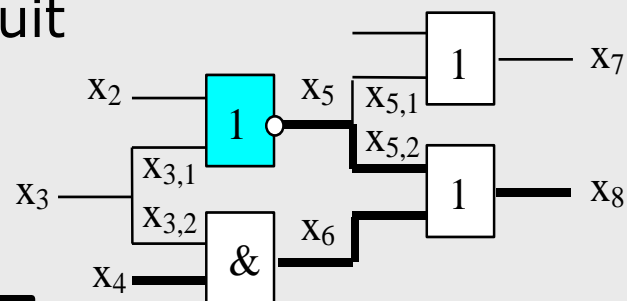 uit
x₂
x₅
1
x₇
1
x₅,₁
x₃,₁
x₅,₂
x₃
x₃,₂
1
x₈
x₆
x₄
&